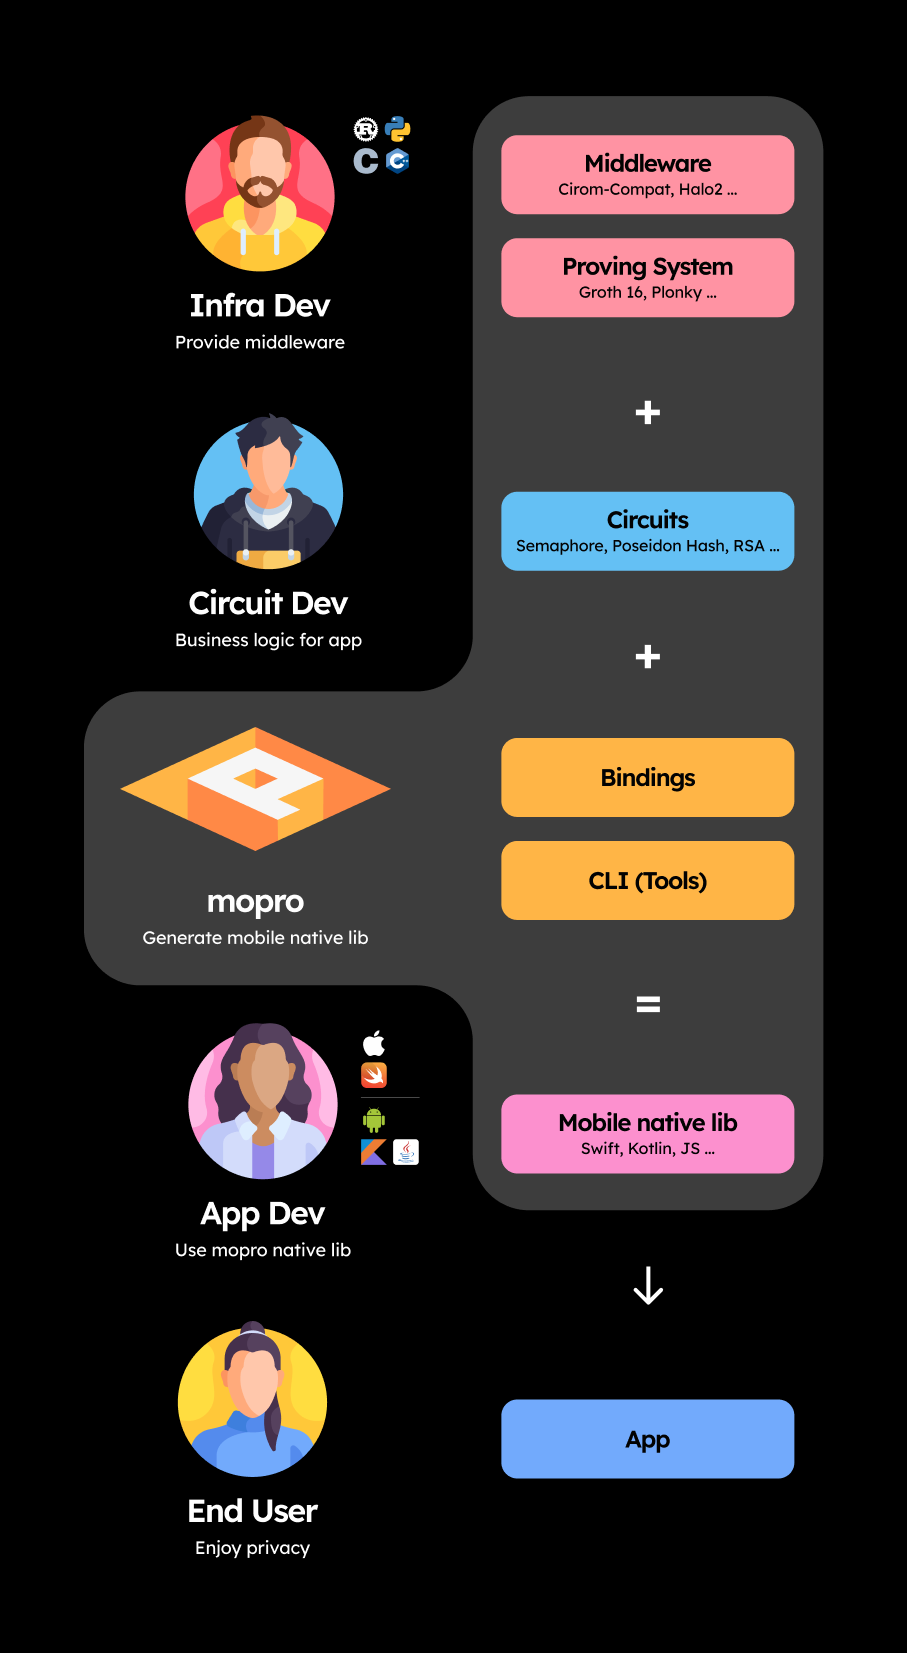 Infra Dev
Provide middleware
Middleware
Cirom-Compat, Halo2 ...
Proving System
Groth 16, Plonky ...
+
Circuit Dev
Business logic for app
Circuits
Semaphore, Poseidon Hash, RSA ...
+
mopro
Generate mobile native lib
Bindings
CLI (Tools)
=
App Dev
Use mopro native lib
Mobile native lib
Swift, Kotlin, JS ...
End User
Enjoy privacy
App